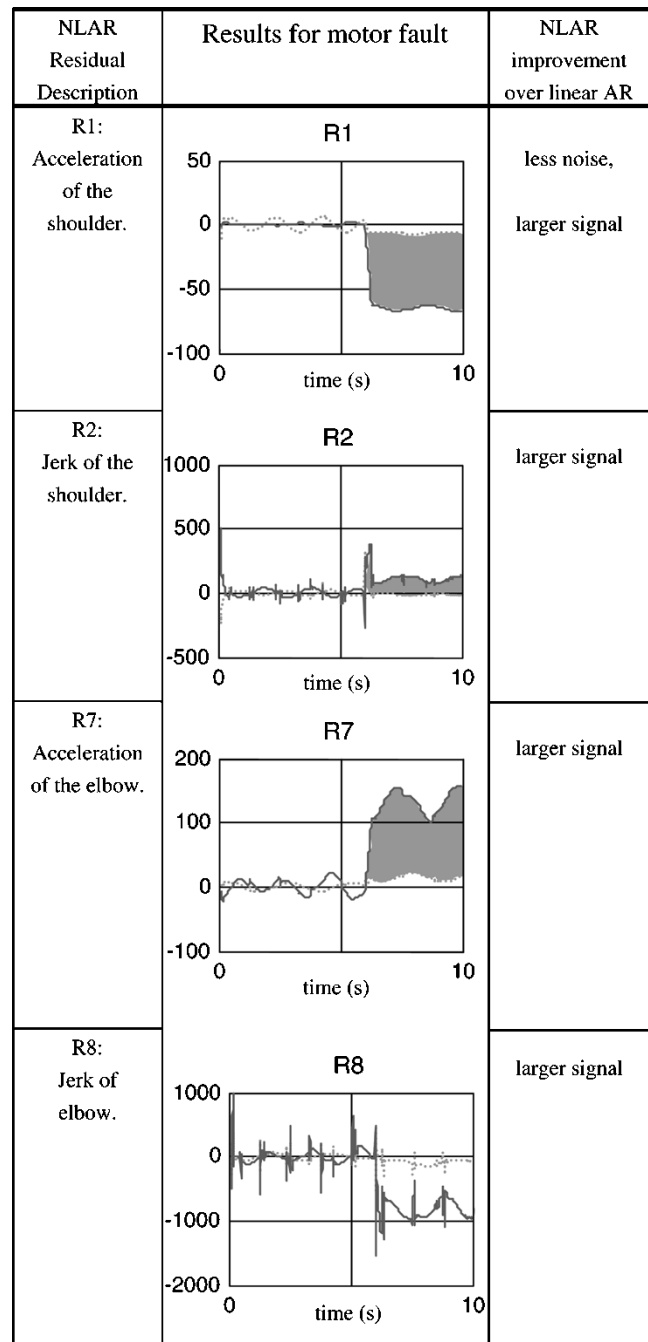 NLAR
Residual
Description
Results for motor fault
NLAR
improvement
over linear AR
R1:
Acceleration
of the
shoulder.
R1
50
0
-50
-100
0
10
time (s)
less noise,
larger signal
R2:
Jerk of the
shoulder.
R2
1000
500
0
-500
0
10
time (s)
larger signal
R7:
Acceleration
of the elbow.
R7
200
100
0
-100
0
10
time (s)
larger signal
R8:
Jerk of
elbow.
R8
1000
0
-1000
-2000
0
10
time (s)
larger signal